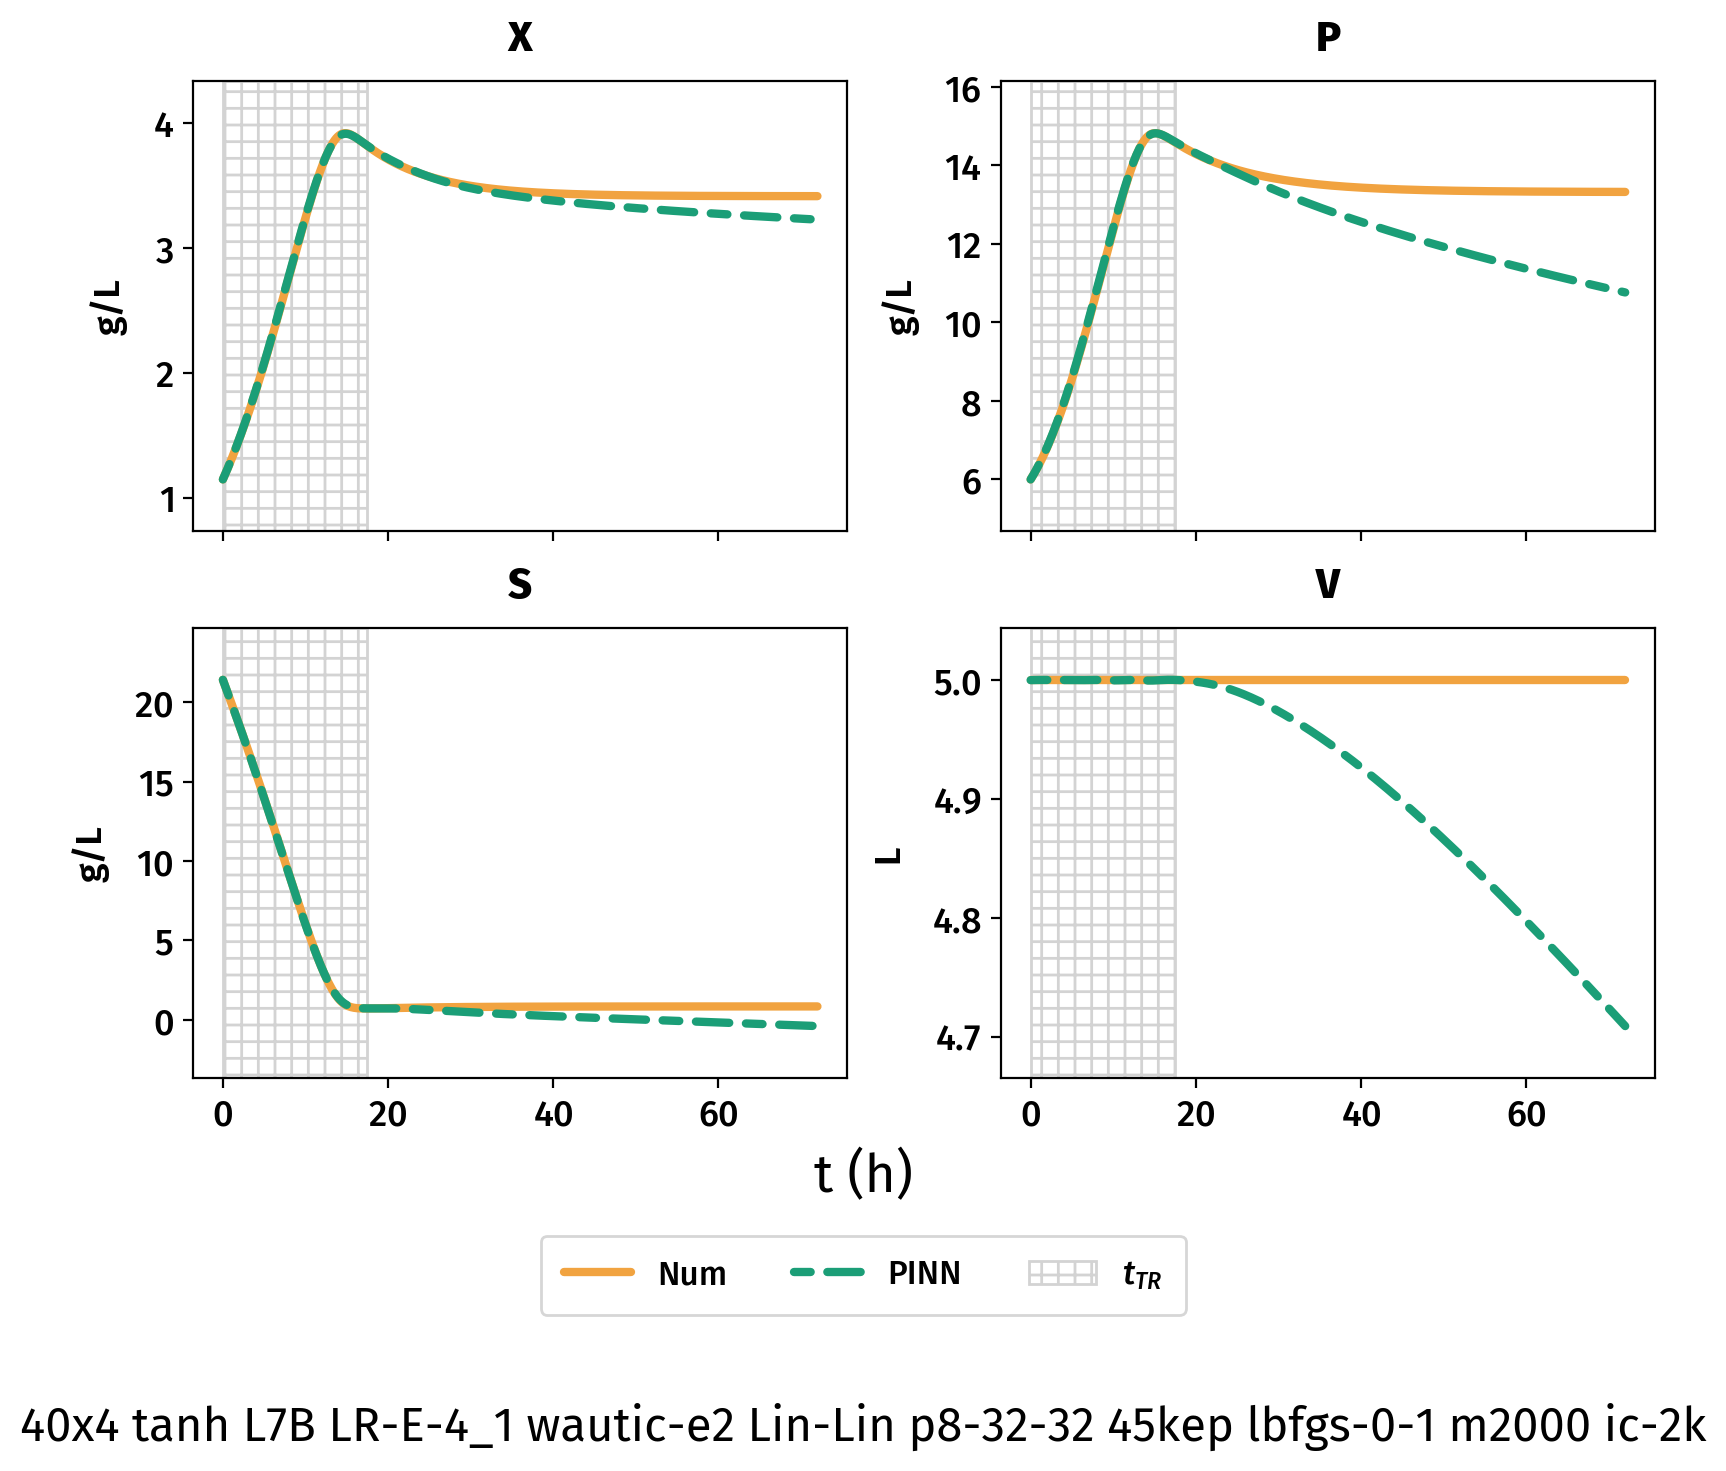 X
P
4
3
2
1
g/L
16
14
12
10
8
6
g/L
S
V
20
15
10
5
0
g/L
5.0
4.9
4.8
4.7
L
0 20 40 60
0 20 40 60
t (h)
Num PINN tTR
40x4 tanh L7B LR-E-4_1 wautic-e2 Lin-Lin p8-32-32 45kep lbfgs-0-1 m2000 ic-2k